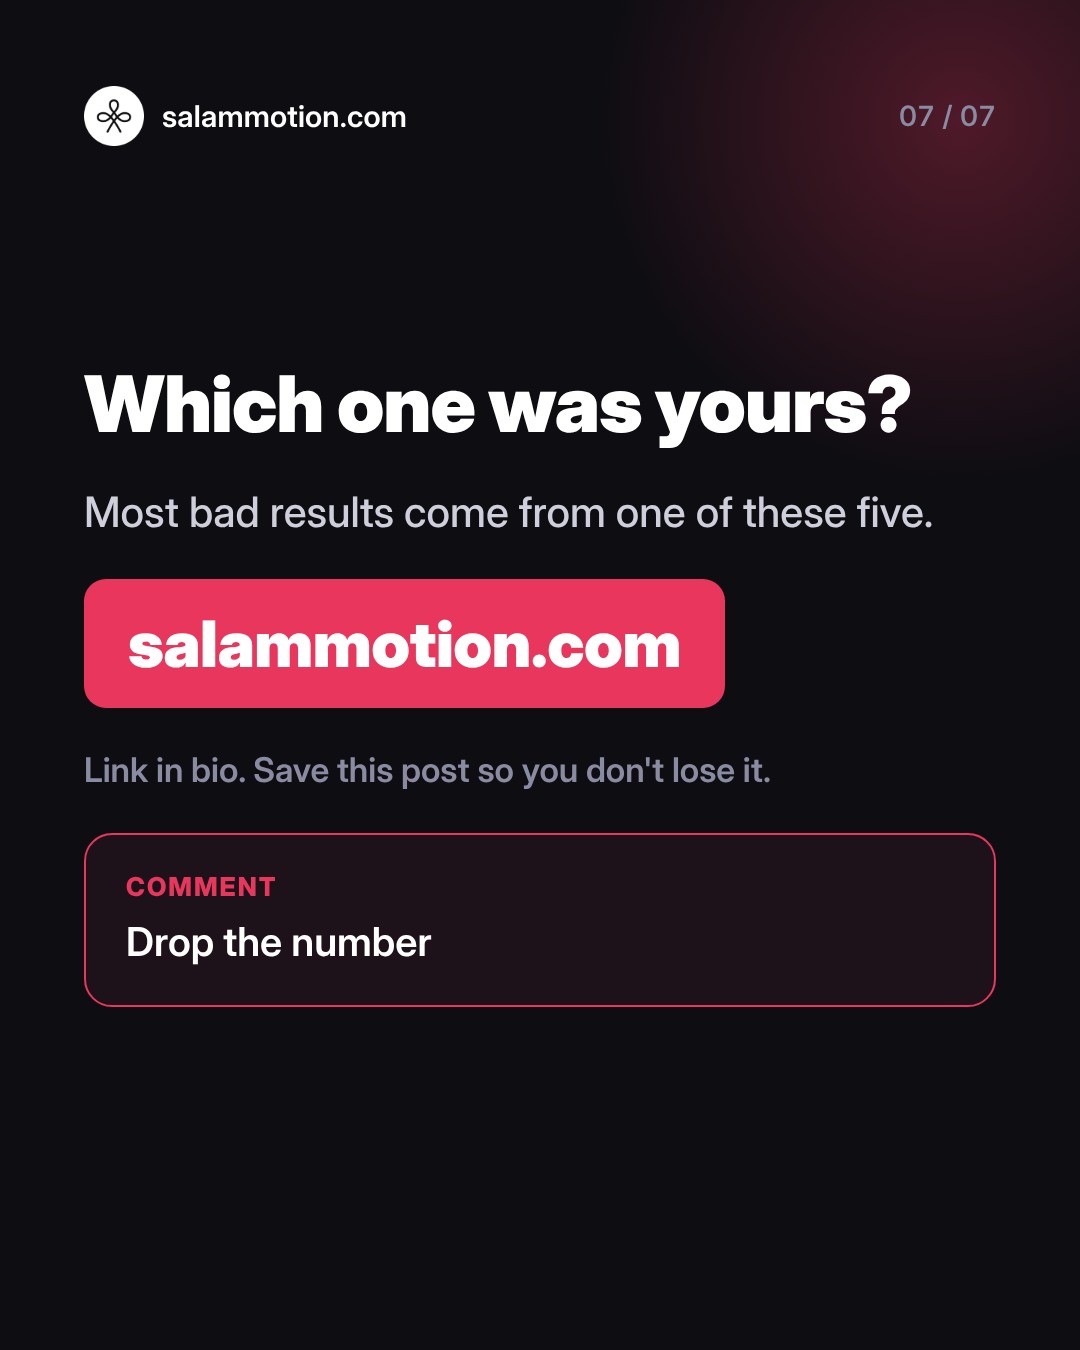 salammotion.com
07 / 07
Which one was yours?
Most bad results come from one of these five.
salammotion.com
Link in bio. Save this post so you don't lose it.
COMMENT
Drop the number